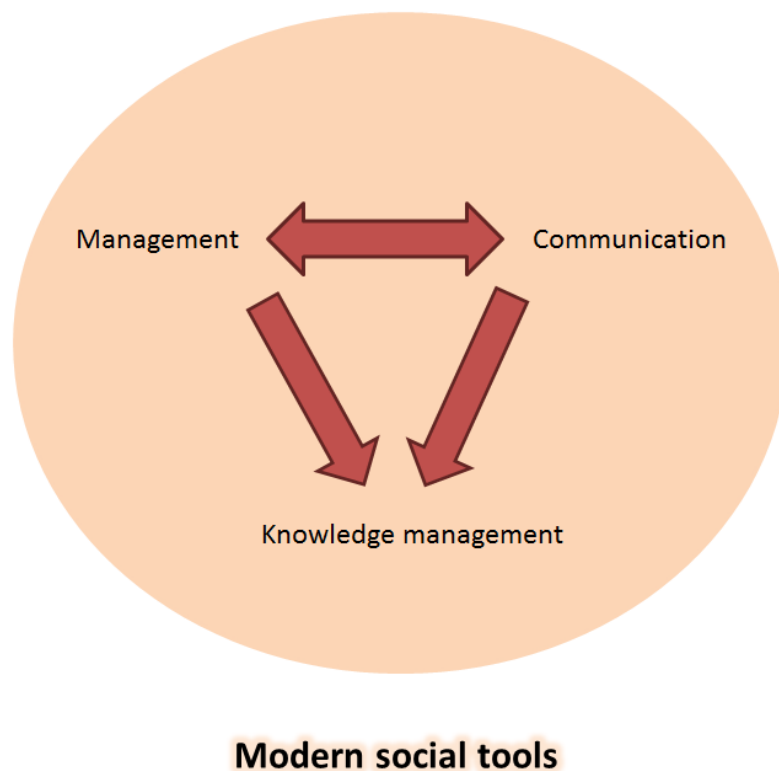 Management
Communication
Knowledge management
Modern social tools